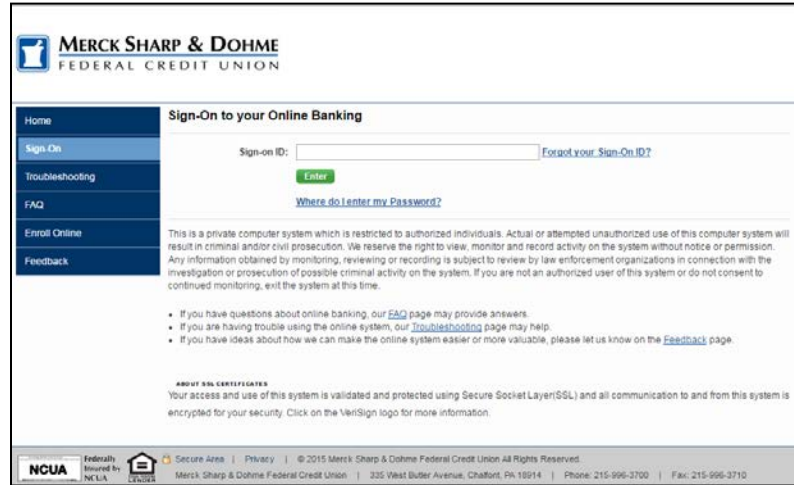 MERCK SHARP & DOHME
FEDERAL CREDIT UNION
Home
Sign-On
Troubleshooting
FAQ
Enroll Online
Feedback
Sign-On to your Online Banking
Sign-on ID:
Forgot your Sign-On ID?
Enter
Where do I enter my Password?
This is a private computer system which is restricted to authorized individuals. Actual or attempted unauthorized use of this computer system will
result in criminal and/or civil prosecution. We reserve the right to view, monitor and record activity on the system without notice or permission.
Any information obtained by monitoring, reviewing or recording is subject to review by law enforcement organizations in connection with the
investigation or prosecution of possible criminal activity on the system. If you are not an authorized user of this system or do not consent to
continued monitoring, exit the system at this time.
• If you have questions about online banking, our FAQ page may provide answers.
• If you are having trouble using the online system, our Troubleshooting page may help.
• If you have ideas about how we can make the online system easier or more valuable, please let us know on the Feedback page.
ABOUT SSL CERTIFICATES
Your access and use of this system is validated and protected using Secure Socket Layer(SSL) and all communication to and from this system is
encrypted for your security. Click on the VeriSign logo for more information.
NCUA
Federally
Insured by
NCUA
LENDER
Secure Area | Privacy | © 2015 Merck Sharp & Dohme Federal Credit Union All Rights Reserved.
Merck Sharp & Dohme Federal Credit Union | 335 West Butler Avenue, Chalfont, PA 18914 | Phone: 215-996-3700 | Fax: 215-996-3710